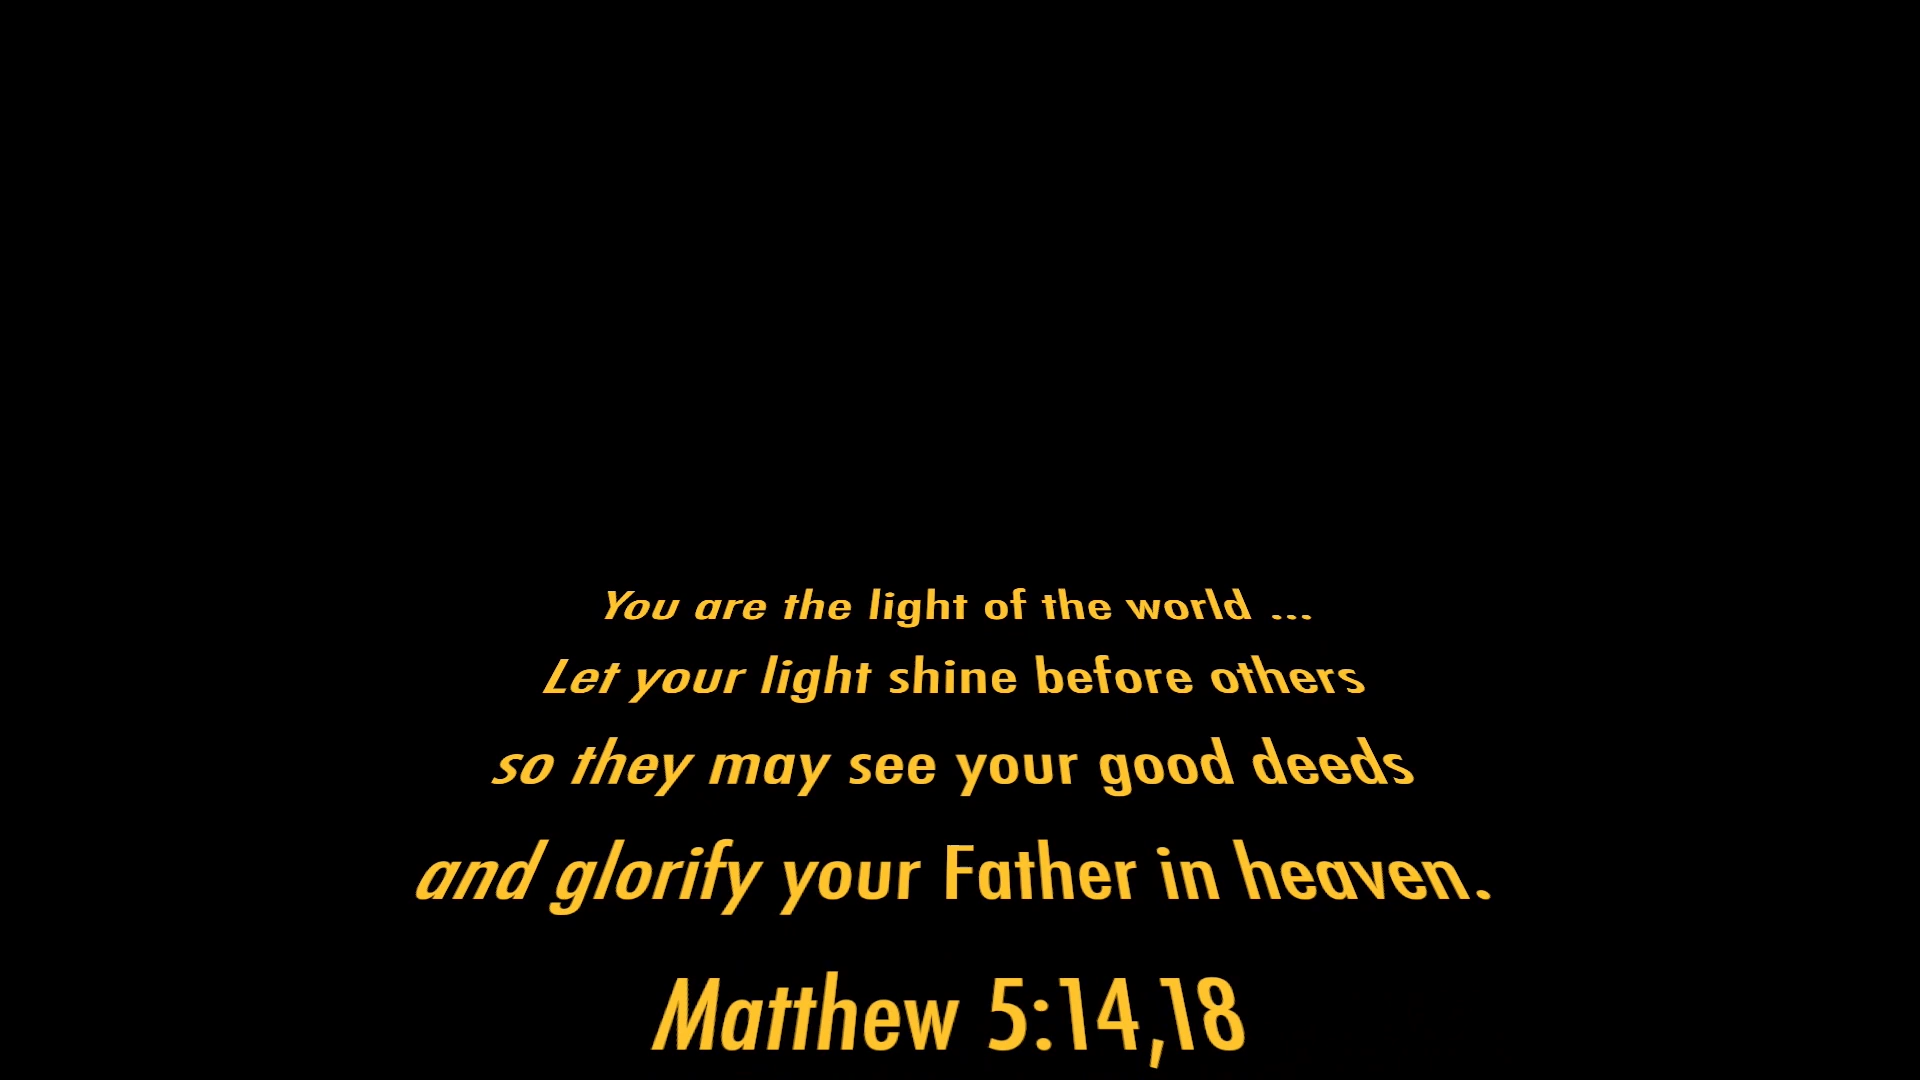 You are the light of the world ...
Let your light shine before others
so they may see your good deeds
and glorify your Father in heaven.
Matthew 5:14,18